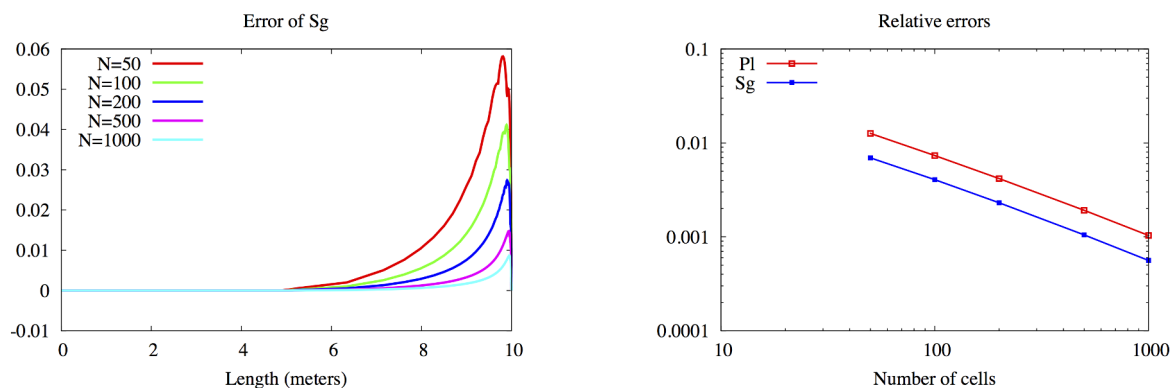 Error of Sg
0.06
0.05
0.04
0.03
0.02
0.01
0
-0.01
N=50
N=100
N=200
N=500
N=1000
0 2 4 6 8 10
Length (meters)
Relative errors
0.1
0.01
0.001
0.0001
Pl
Sg
10 100 1000
Number of cells